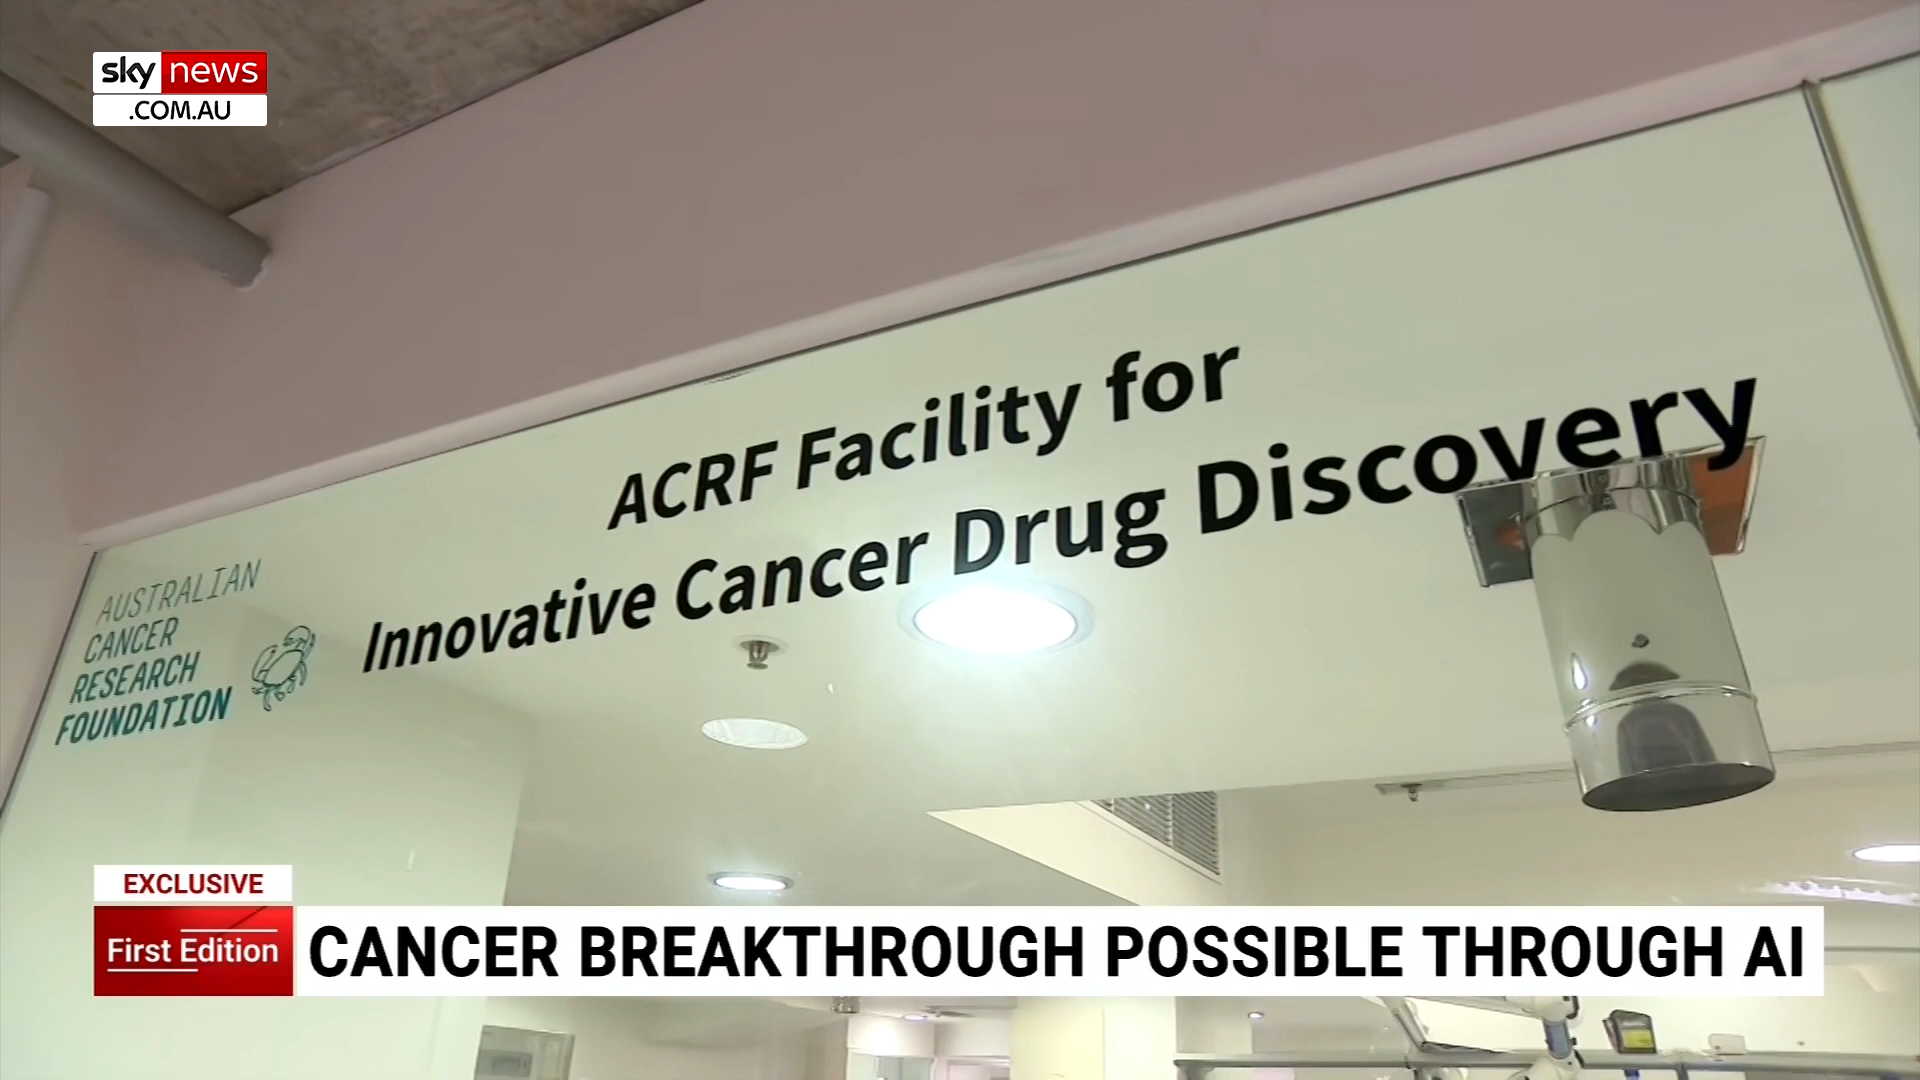 sky news
.COM.AU
ACRF Facility for
Innovative Cancer Drug Discovery
AUSTRALIAN
CANCER
RESEARCH
FOUNDATION
EXCLUSIVE
First Edition
CANCER BREAKTHROUGH POSSIBLE THROUGH AI